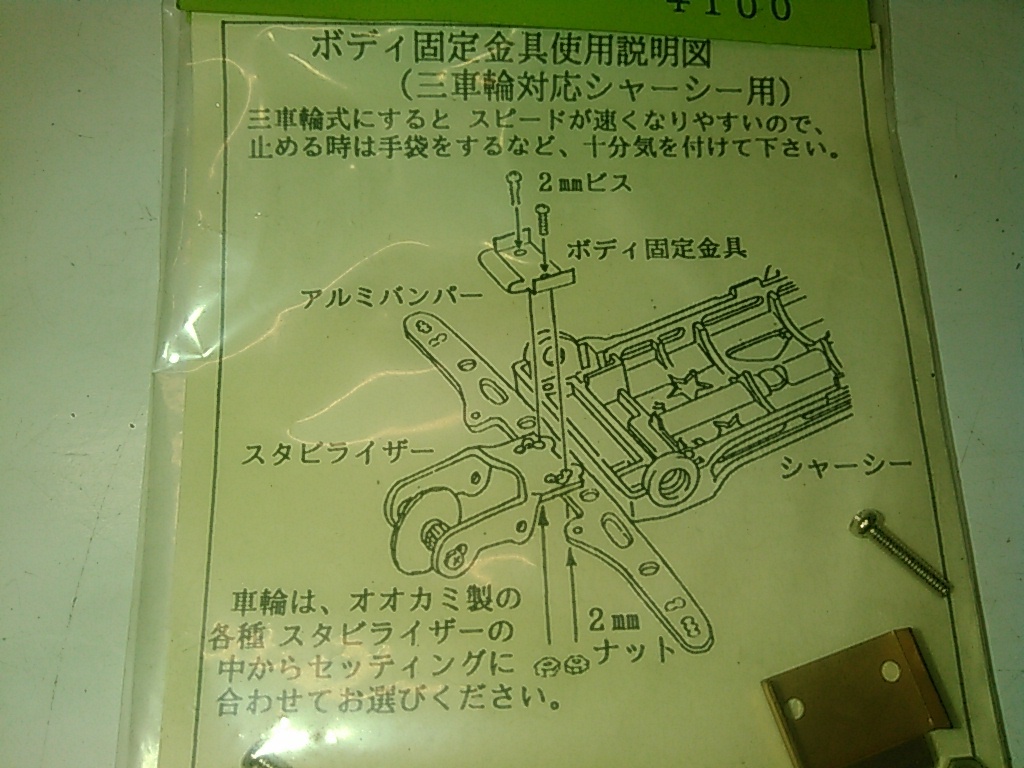 ¥100
ボディ固定金具使用説明図
(三車輪対応シャーシー用)
三車輪式にすると スピードが速くなりやすいので、
止める時は手袋をするなど、十分気を付けて下さい。
2mmビス
ボディ固定金具
アルミバンパー
スタビライザー
シャーシー
車輪は、オオカミ製の
各種 スタビライザーの
中からセッティングに
合わせてお選びください。
2mm
ナット